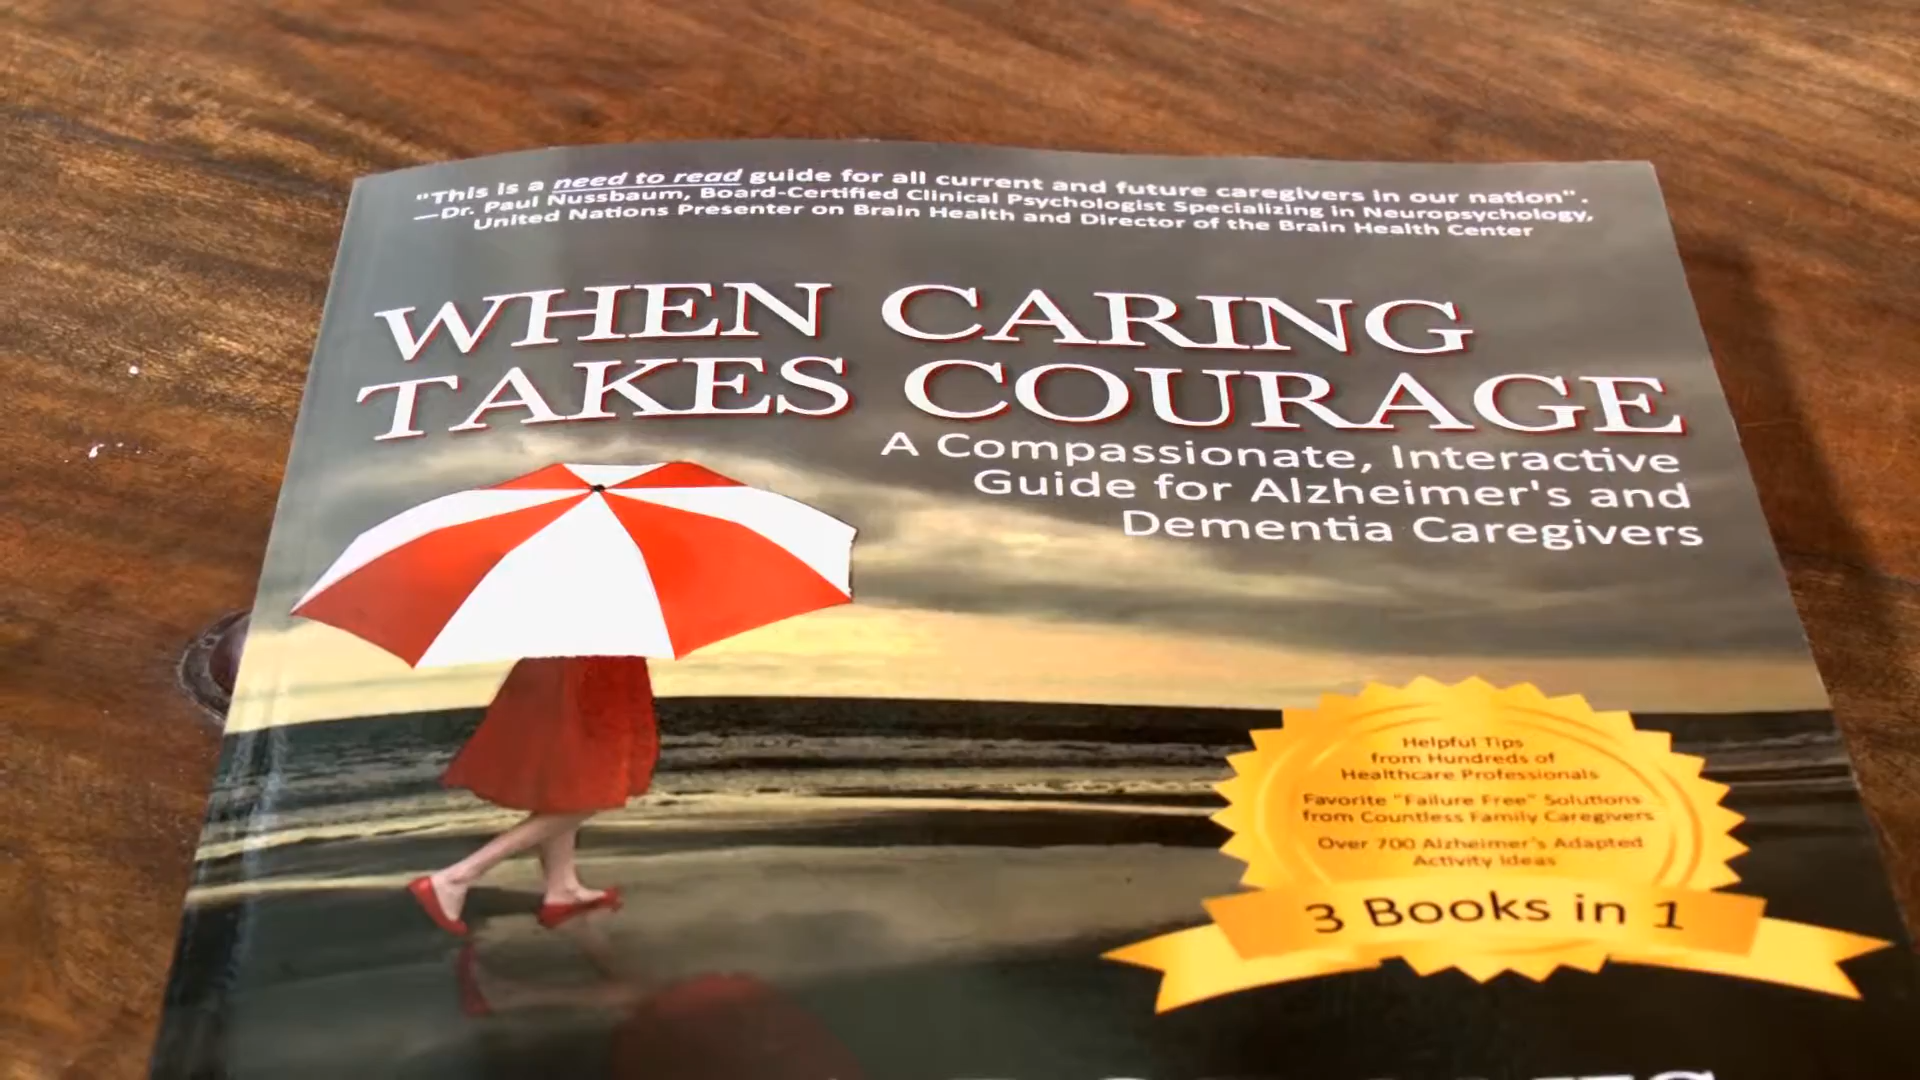 "This is a need to read guide for all current and future caregivers in our nation".
—Dr. Paul Nussbaum, Board-Certified Clinical Psychologist Specializing in Neuropsychology,
United Nations Presenter on Brain Health and Director of the Brain Health Center
WHEN CARING
TAKES COURAGE
A Compassionate, Interactive
Guide for Alzheimer's and
Dementia Caregivers
Helpful Tips
from Hundreds of
Healthcare Professionals
Favorite "Failure Free" Solutions
from Countless Family Caregivers
Over 700 Alzheimer's Adapted
Activity Ideas
3 Books in 1